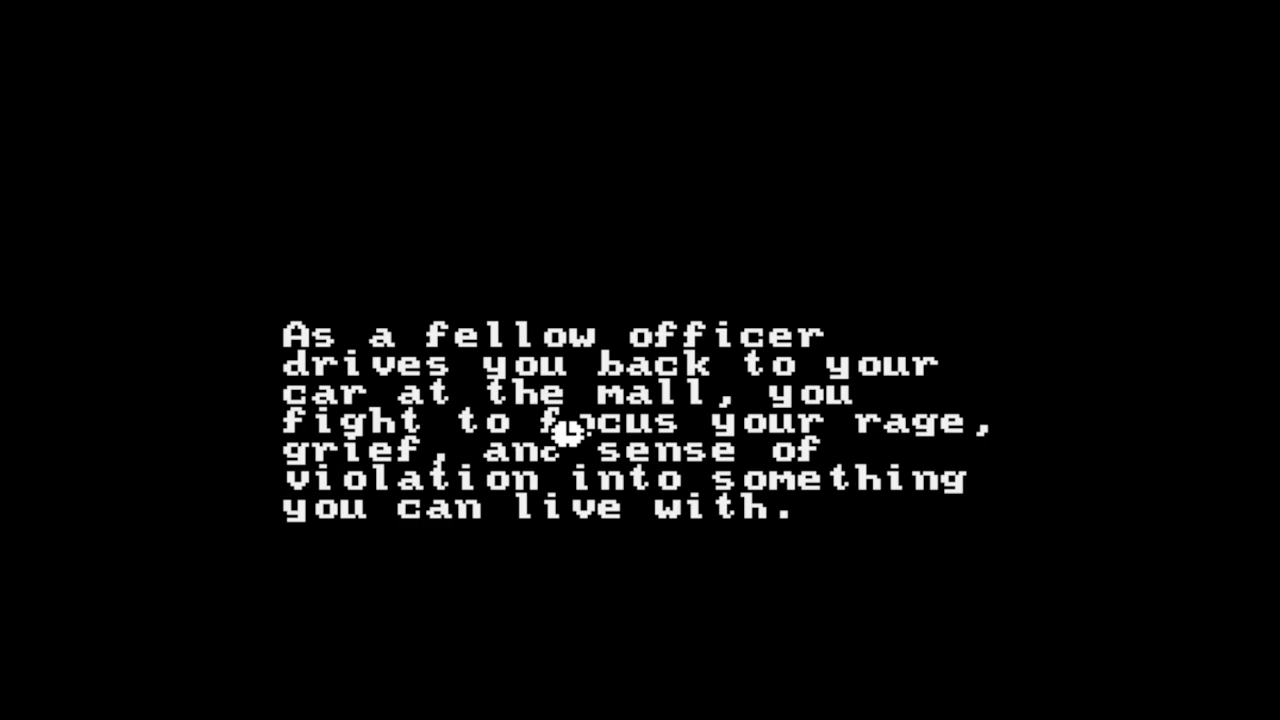 As a fellow officer
drives you back to your
car at the mall, you
fight to focus your rage,
grief, and sense of
violation into something
you can live with.